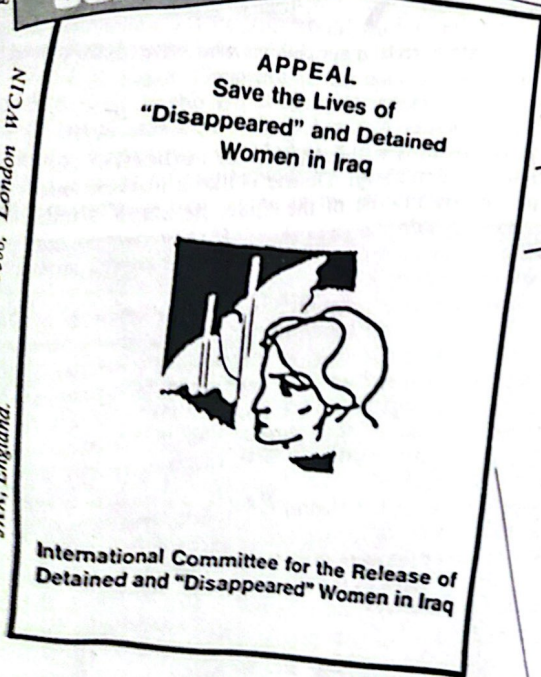 London WC1N
England.
APPEAL
Save the Lives of
“Disappeared” and Detained
Women in Iraq
International Committee for the Release of
Detained and “Disappeared” Women in Iraq